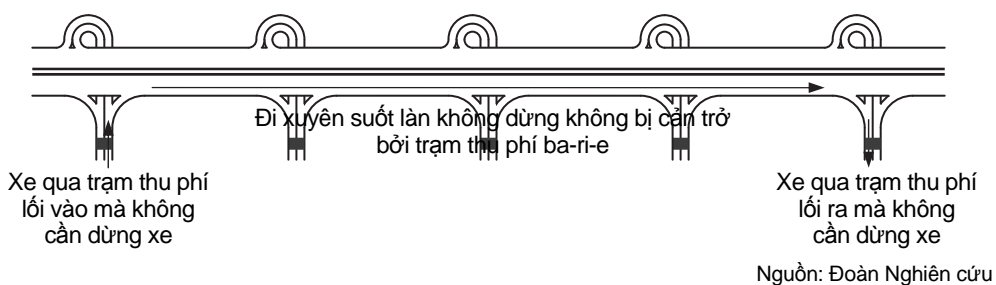 Đi xuyên suốt làn không dừng không bị cản trở
bởi trạm thu phí ba-ri-e
Xe qua trạm thu phí
lối vào mà không
cần dừng xe
Xe qua trạm thu phí
lối ra mà không
cần dừng xe
Nguồn: Đoàn Nghiên cứu